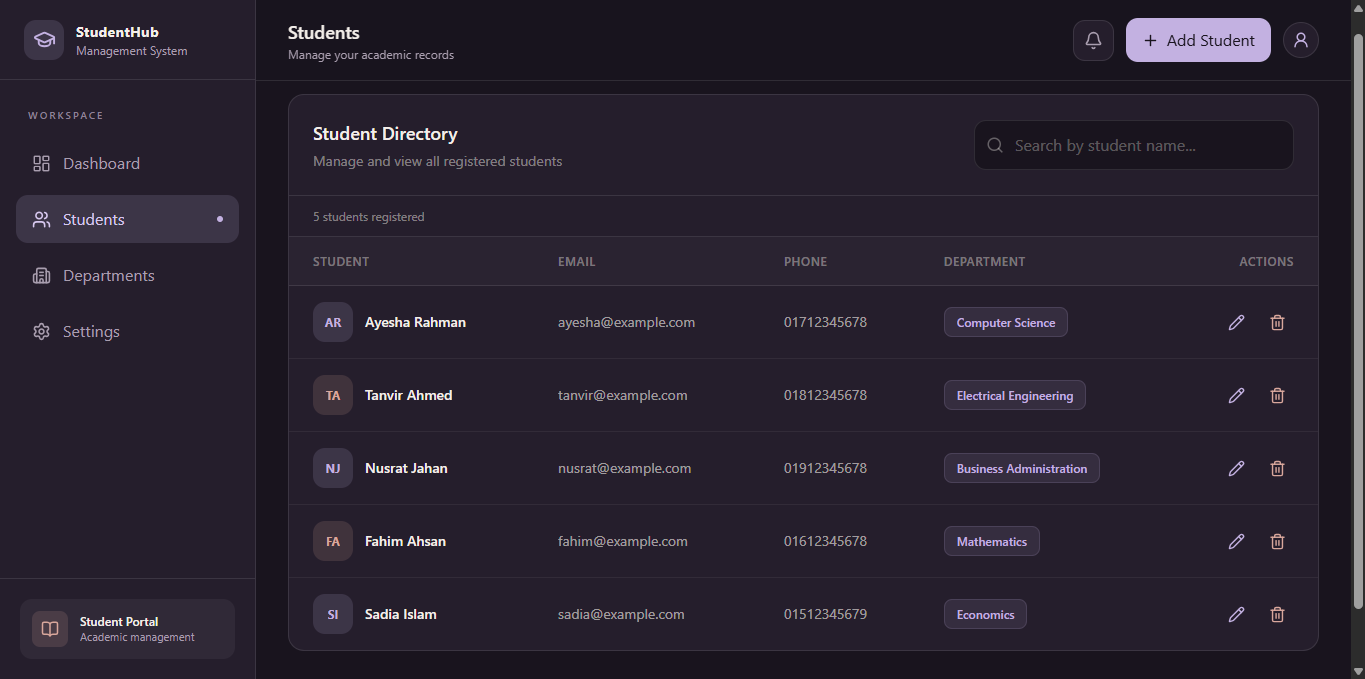 StudentHub
Management System
WORKSPACE
Dashboard
Students
Departments
Settings
Student Portal
Academic management
Students
Manage your academic records
+ Add Student
Student Directory
Manage and view all registered students
Search by student name...
5 students registered
STUDENT EMAIL PHONE DEPARTMENT ACTIONS
AR Ayesha Rahman ayesha@example.com 01712345678 Computer Science
TA Tanvir Ahmed tanvir@example.com 01812345678 Electrical Engineering
NJ Nusrat Jahan nusrat@example.com 01912345678 Business Administration
FA Fahim Ahsan fahim@example.com 01612345678 Mathematics
SI Sadia Islam sadia@example.com 01512345679 Economics